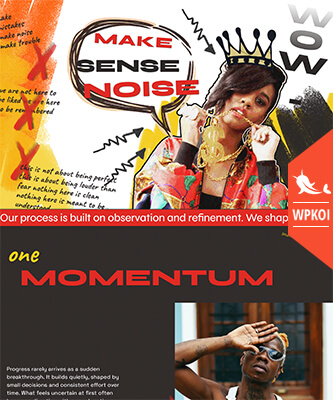 make
mistakes
make noise
make trouble
MAKE
SENSE
NOISE
WOW
we are not here to
be liked we are here
to be remembered
this is not about being perfect
this is about being louder than
fear nothing here is clean
nothing here is meant to be
understood
WPKOI
Our process is built on observation and refinement. We shap
one
MOMENTUM
Progress rarely arrives as a sudden
breakthrough. It builds quietly, shaped by
small decisions and consistent effort over
time. What feels uncertain at first often